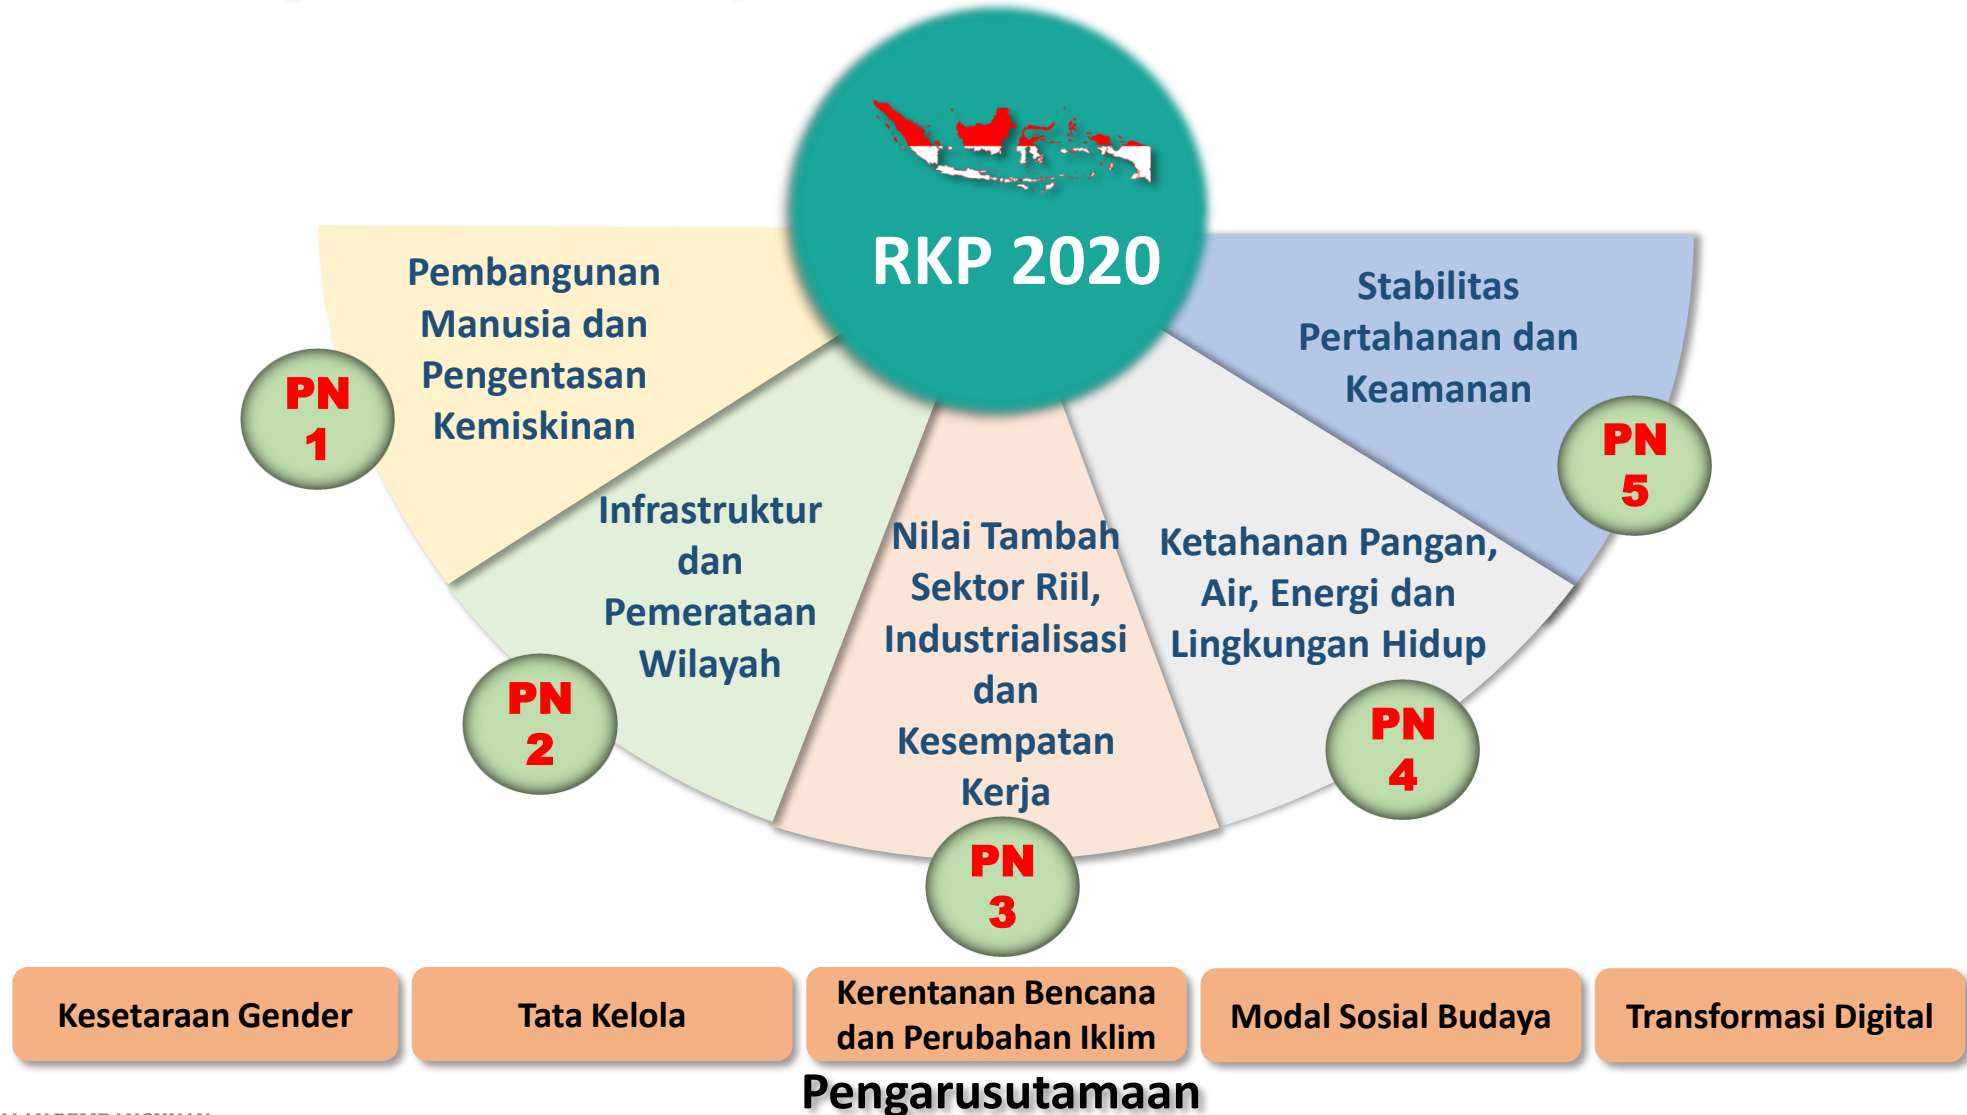 RKP 2020
Pembangunan
Manusia dan
Pengentasan
Kemiskinan
PN
1
Infrastruktur
dan
Pemerataan
Wilayah
PN
2
Nilai Tambah
Sektor Riil,
Industrialisasi
dan
Kesempatan
Kerja
PN
3
Ketahanan Pangan,
Air, Energi dan
Lingkungan Hidup
PN
4
Stabilitas
Pertahanan dan
Keamanan
PN
5
Kesetaraan Gender
Tata Kelola
Kerentanan Bencana
dan Perubahan Iklim
Modal Sosial Budaya
Transformasi Digital
Pengarusutamaan